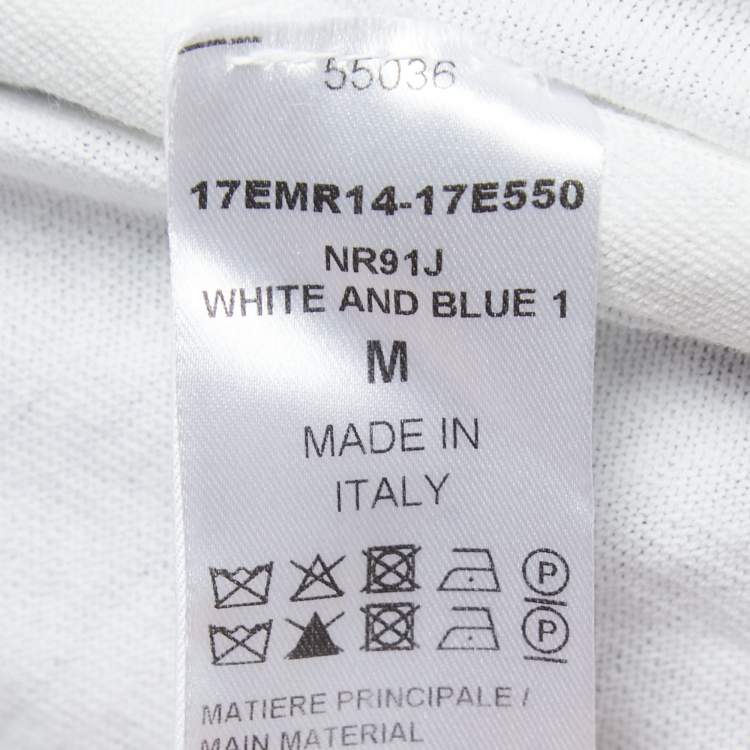 55036
17EMR14-17E550
NR91J
WHITE AND BLUE 1
M
MADE IN
ITALY
P
P
MATIERE PRINCIPALE /
MAIN MATERIAL